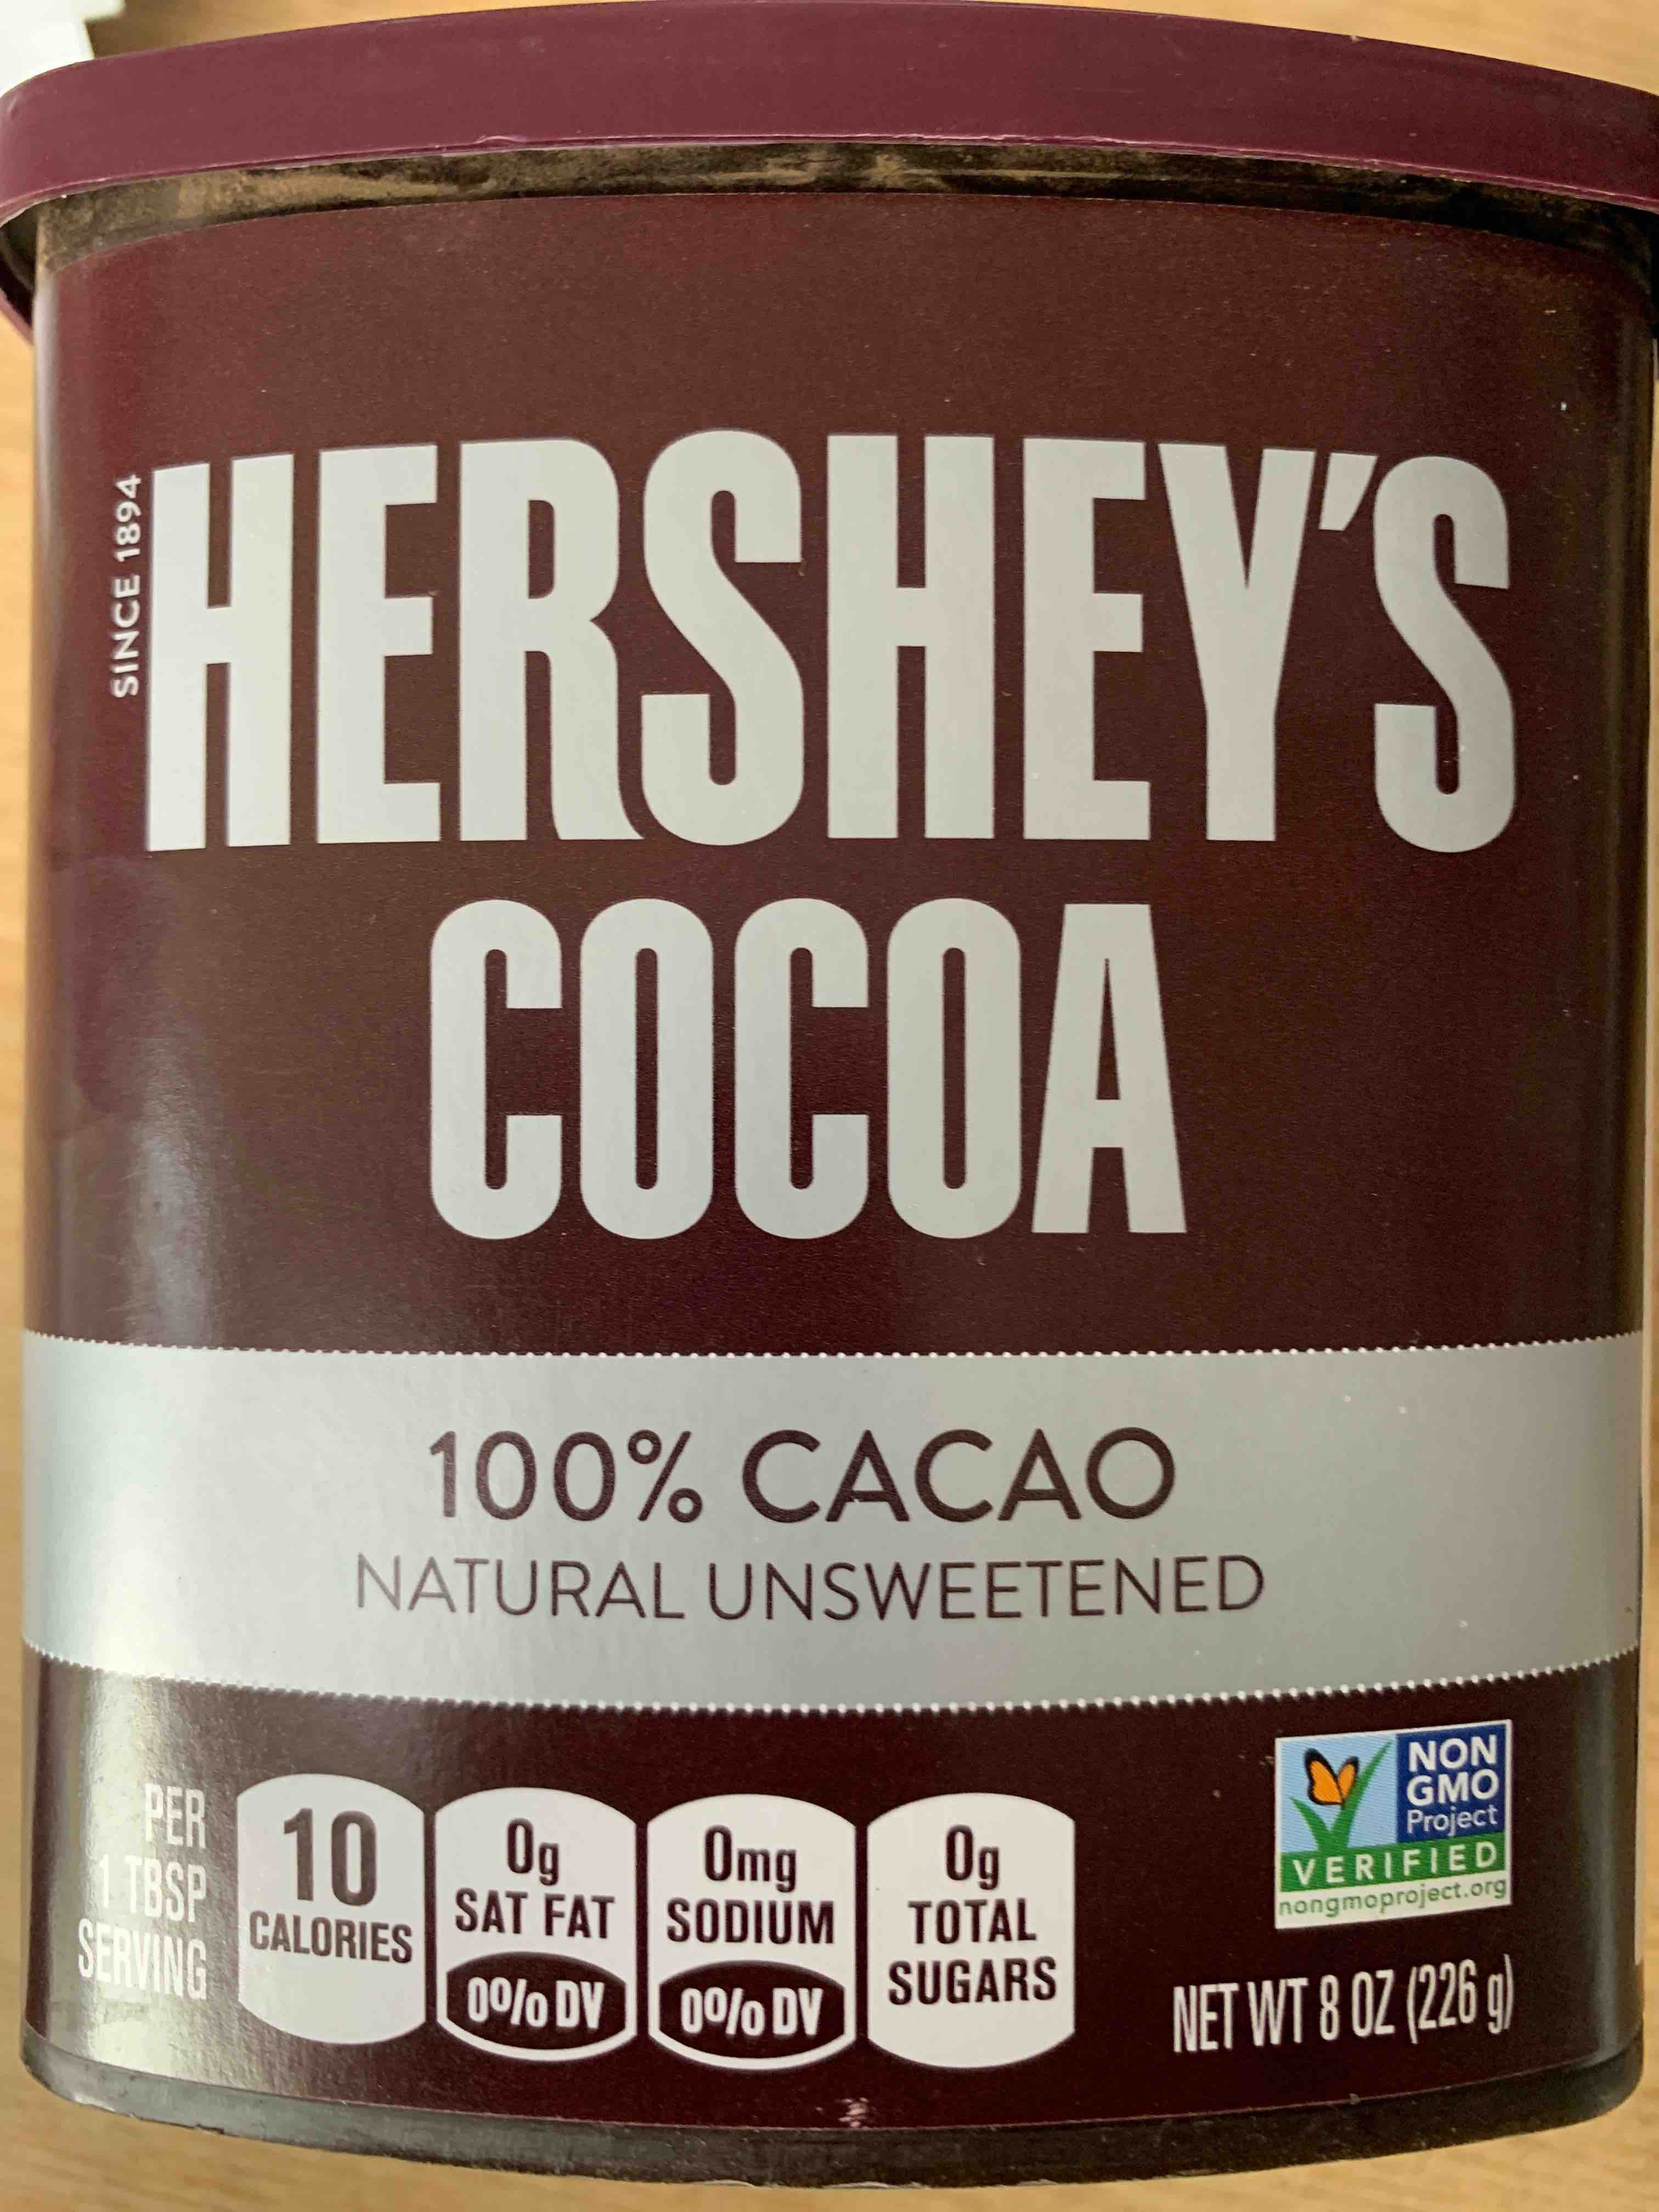 SINCE 1894
HERSHEY'S
COCOA
100% CACAO
NATURAL UNSWEETENED
PER
1 TBSP
SERVING
10
CALORIES
0g
SAT FAT
0% DV
0mg
SODIUM
0% DV
0g
TOTAL
SUGARS
NON
GMO
Project
VERIFIED
nongmoproject.org
NET WT 8 OZ (226 g)